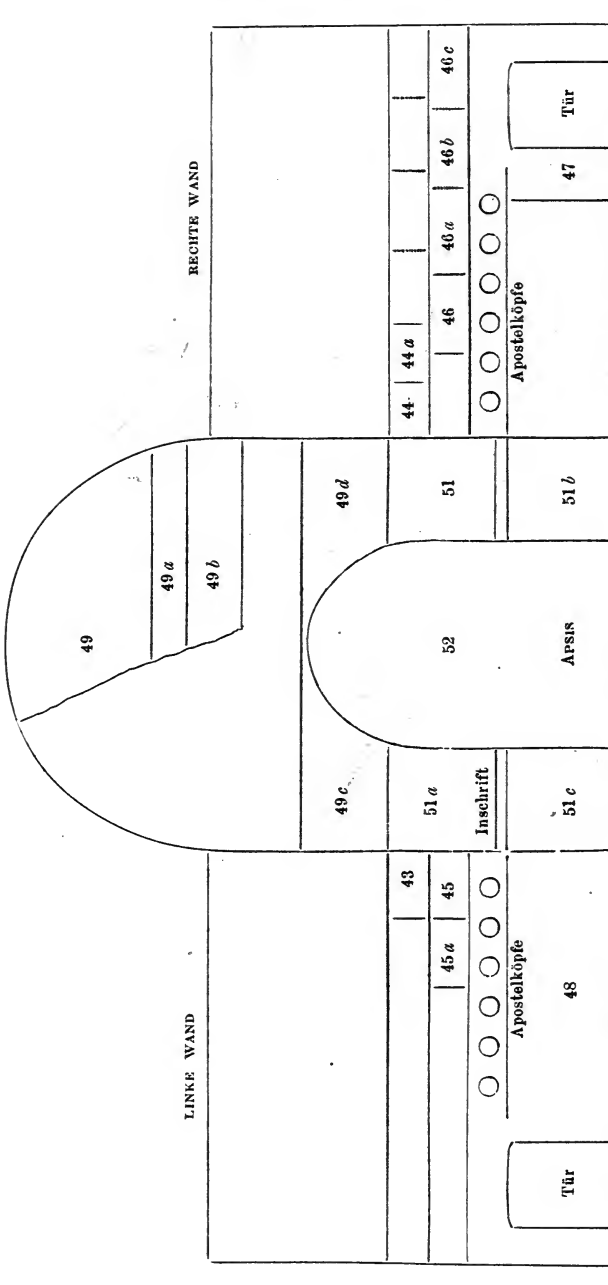 49
49 a
LINKE WAND RECHTE WAND
49 b
49 c 49 d
43 44 44 a
45 a 45 51 a 52 51 46 46 a 46 b 46 c
Inschrift
Apostelköpfe Apostelköpfe
Tür 48 51 c APSIS 51 b 47 Tür